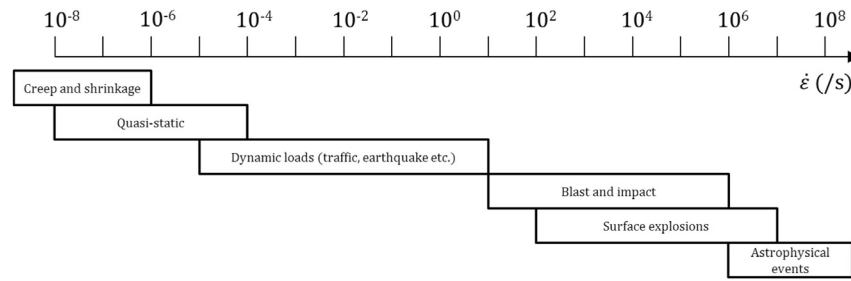 10⁻⁸ 10⁻⁶ 10⁻⁴ 10⁻² 10⁰ 10² 10⁴ 10⁶ 10⁸
ε̇ (/s)
Creep and shrinkage
Quasi-static
Dynamic loads (traffic, earthquake etc.)
Blast and impact
Surface explosions
Astrophysical
events